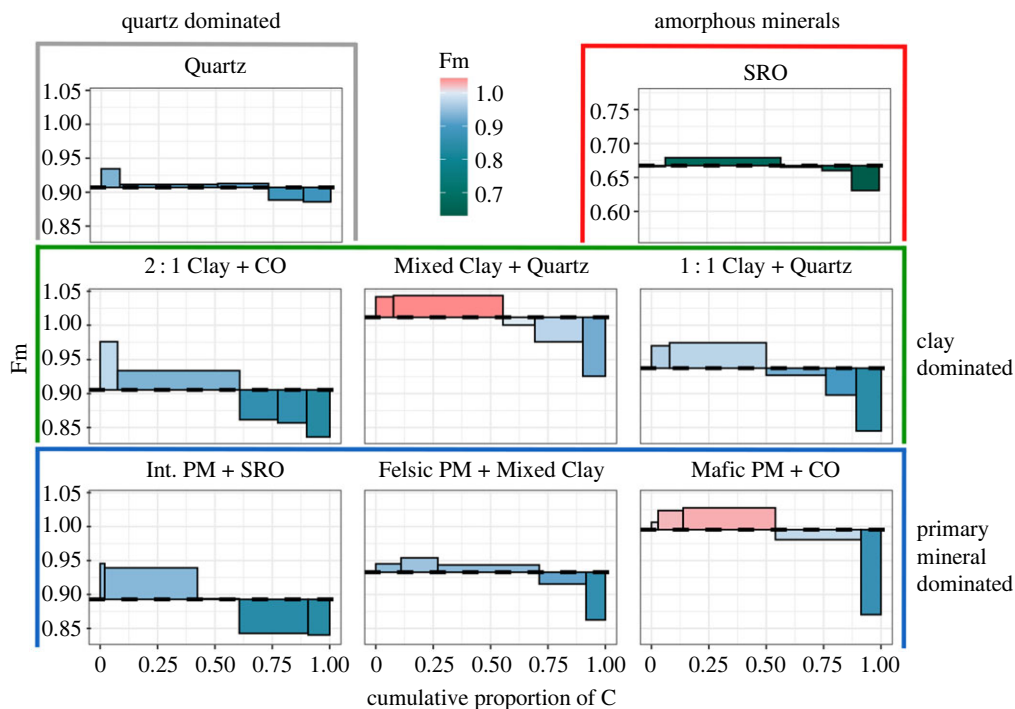 quartz dominated
amorphous minerals
Quartz
Fm
SRO
1.05
1.00
0.95
0.90
0.85
1.0
0.9
0.8
0.7
0.75
0.70
0.65
0.60
2 : 1 Clay + CO
Mixed Clay + Quartz
1 : 1 Clay + Quartz
1.05
1.00
0.95
0.90
0.85
Fm
clay
dominated
Int. PM + SRO
Felsic PM + Mixed Clay
Mafic PM + CO
1.05
1.00
0.95
0.90
0.85
primary
mineral
dominated
0 0.25 0.50 0.75 1.00
0 0.25 0.50 0.75 1.00
0 0.25 0.50 0.75 1.00
cumulative proportion of C